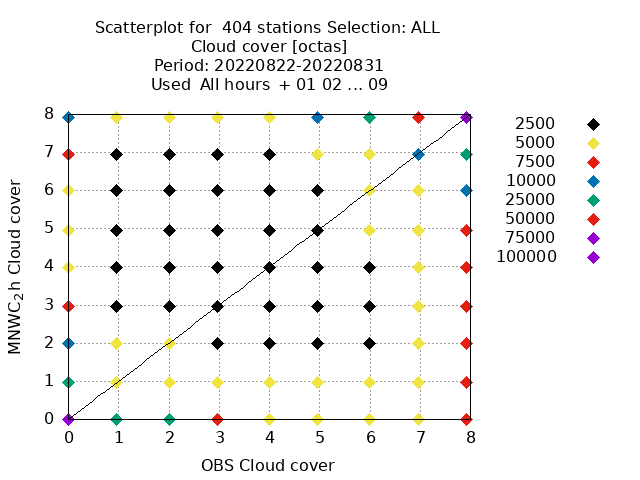 Scatterplot for  404 stations Selection: ALL
Cloud cover [octas]
Period: 20220822-20220831
Used  All hours  + 01 02 ... 09
8
7
6
5
4
3
2
1
0
0 1 2 3 4 5 6 7 8
MNWC_2 h Cloud cover
OBS Cloud cover
2500
5000
7500
10000
25000
50000
75000
100000